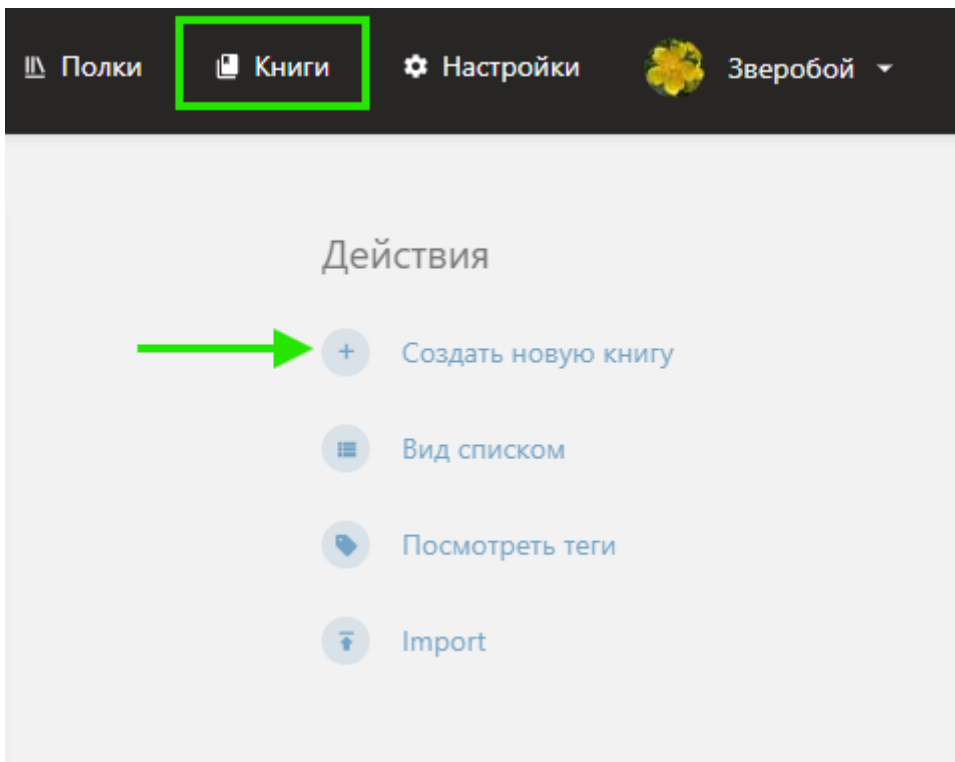 Полки Книги Настройки Зверобой
Действия
Создать новую книгу
Вид списком
Посмотреть теги
Import